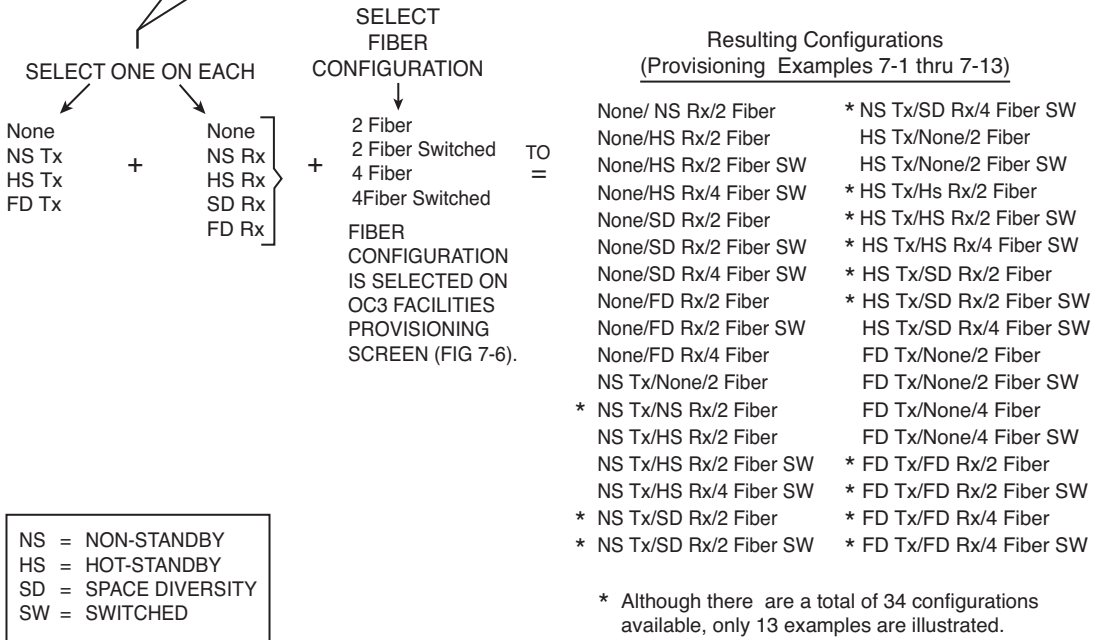 SELECT ONE ON EACH
None
NS Tx
HS Tx
FD Tx
+
None
NS Rx
HS Rx
SD Rx
FD Rx
+
SELECT
FIBER
CONFIGURATION
2 Fiber
2 Fiber Switched
4 Fiber
4Fiber Switched
FIBER
CONFIGURATION
IS SELECTED ON
OC3 FACILITIES
PROVISIONING
SCREEN (FIG 7-6).
TO
=
Resulting Configurations
(Provisioning Examples 7-1 thru 7-13)
None/ NS Rx/2 Fiber
None/HS Rx/2 Fiber
None/HS Rx/2 Fiber SW
None/HS Rx/4 Fiber SW
None/SD Rx/2 Fiber
None/SD Rx/2 Fiber SW
None/SD Rx/4 Fiber SW
None/FD Rx/2 Fiber
None/FD Rx/2 Fiber SW
None/FD Rx/4 Fiber
NS Tx/None/2 Fiber
* NS Tx/NS Rx/2 Fiber
NS Tx/HS Rx/2 Fiber
NS Tx/HS Rx/2 Fiber SW
NS Tx/HS Rx/4 Fiber SW
* NS Tx/SD Rx/2 Fiber
* NS Tx/SD Rx/2 Fiber SW
* NS Tx/SD Rx/4 Fiber SW
HS Tx/None/2 Fiber
HS Tx/None/2 Fiber SW
* HS Tx/Hs Rx/2 Fiber
* HS Tx/HS Rx/2 Fiber SW
* HS Tx/HS Rx/4 Fiber SW
* HS Tx/SD Rx/2 Fiber
* HS Tx/SD Rx/2 Fiber SW
HS Tx/SD Rx/4 Fiber SW
FD Tx/None/2 Fiber
FD Tx/None/2 Fiber SW
FD Tx/None/4 Fiber
FD Tx/None/4 Fiber SW
* FD Tx/FD Rx/2 Fiber
* FD Tx/FD Rx/2 Fiber SW
* FD Tx/FD Rx/4 Fiber
* FD Tx/FD Rx/4 Fiber SW
* Although there are a total of 34 configurations
available, only 13 examples are illustrated.
NS = NON-STANDBY
HS = HOT-STANDBY
SD = SPACE DIVERSITY
SW = SWITCHED